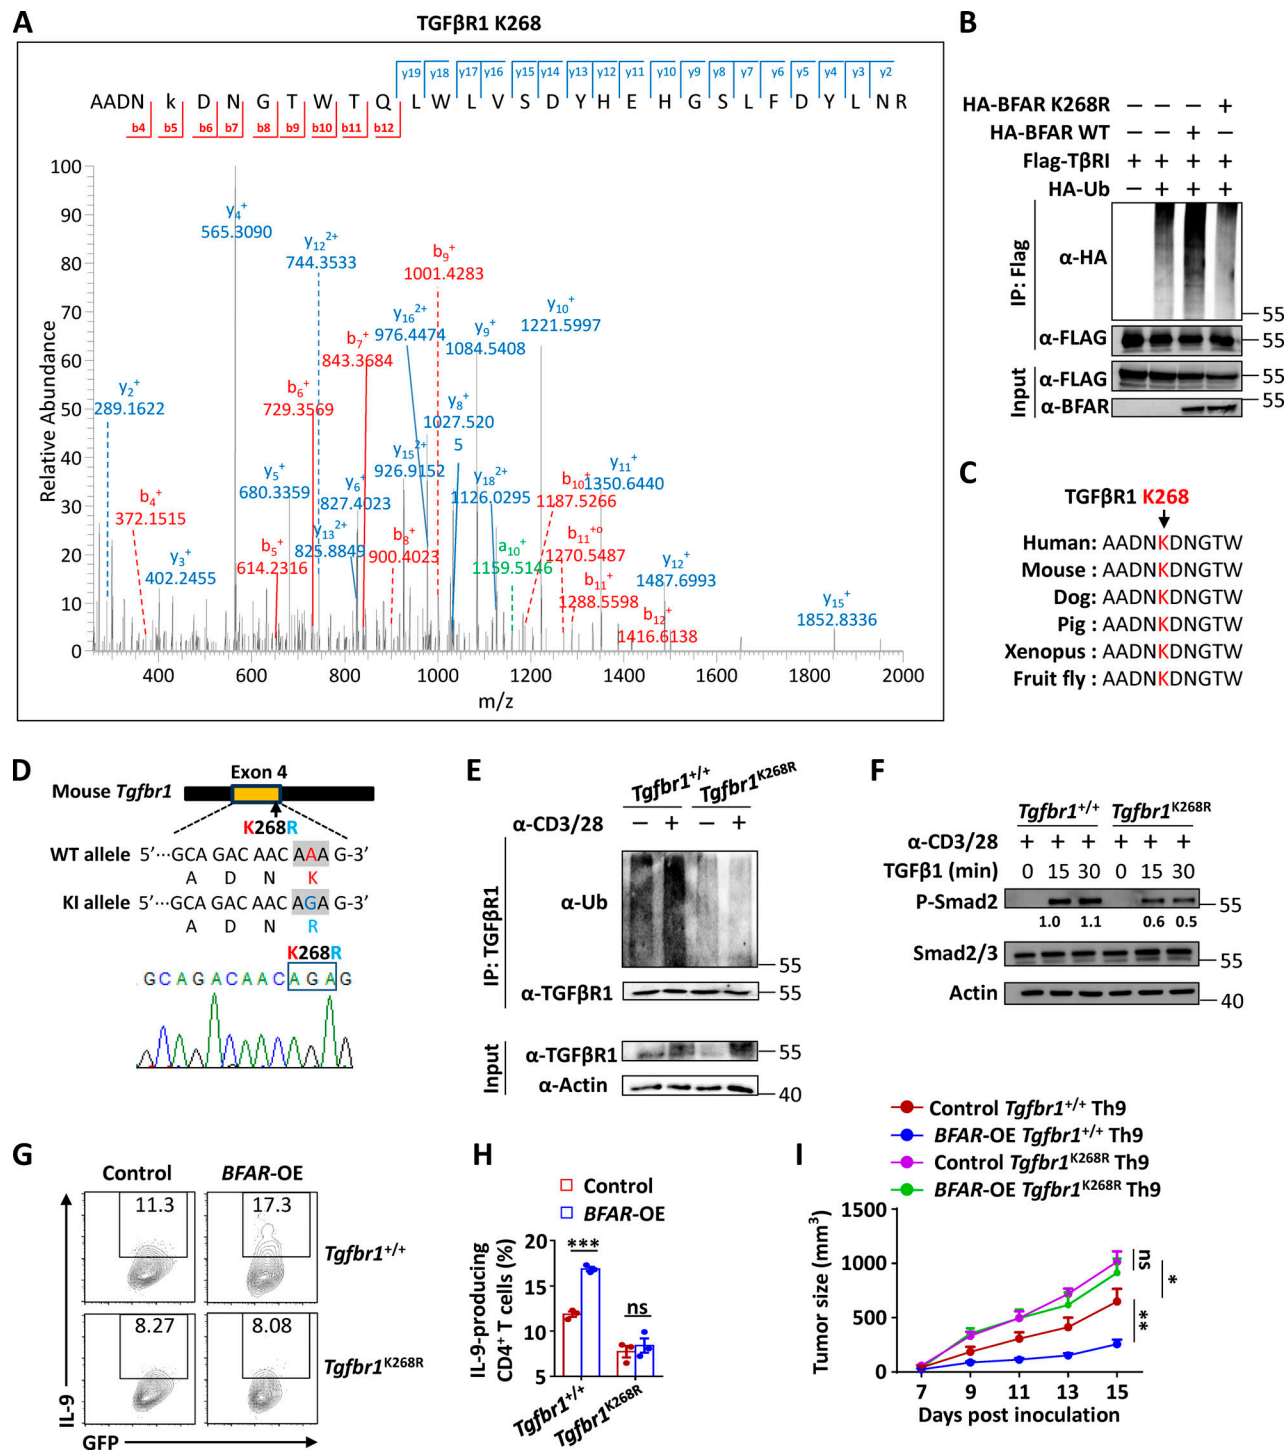 A
TGFβR1 K268
y19 y18 y17 y16 y15 y14 y13 y12 y11 y10 y9 y8 y7 y6 y5 y4 y3 y2
AADN k D N G T W T Q L W L V S D Y H E H G S L F D Y L N R
b4 b5 b6 b7 b8 b9 b10 b11 b12
Relative Abundance
100
90
80
70
60
50
40
30
20
10
0
400 600 800 1000 1200 1400 1600 1800 2000
m/z
y4+
565.3090
y12 2+
744.3533
b9+
1001.4283
y16 2+
976.4474
y9+
1084.5408
y10+
1221.5997
b7+
843.3684
y2+
289.1622
b6+
729.3569
y8+
1027.520
5
y5+
680.3359
y6+
827.4023
y15 2+
926.9152
y18 2+
1126.0295
b10+
1187.5266
y11+
1350.6440
b4+
372.1515
y13 2+
825.8849
b8+
900.4023
a10+
1159.5146
b11+o
1270.5487
y3+
402.2455
b5+
614.2316
b11+
1288.5598
y12+
1487.6993
b12+
1416.6138
y15+
1852.8336
B
HA-BFAR K268R − − − +
HA-BFAR WT − − + −
Flag-TβRI + + + +
HA-Ub − + + +
IP: Flag
α-HA
55
α-FLAG
55
Input
α-FLAG
55
α-BFAR
C
TGFβR1 K268
Human: AADNKDNGTW
Mouse : AADNKDNGTW
Dog : AADNKDNGTW
Pig : AADNKDNGTW
Xenopus : AADNKDNGTW
Fruit fly : AADNKDNGTW
D
Exon 4
Mouse Tgfbr1
K268R
WT allele 5’···GCA GACAAC AAAG-3’
A D N K
KI allele 5’···GCA GACAAC AGAG-3’
A D N R
K268R
GCAGACAACAGAG
E
Tgfbr1+/+ Tgfbr1K268R
α-CD3/28 − + − +
IP: TGFβR1
α-Ub
55
α-TGFβR1
55
Input
α-TGFβR1
55
α-Actin
40
F
Tgfbr1+/+ Tgfbr1K268R
α-CD3/28 + + + + + +
TGFβ1 (min) 0 15 30 0 15 30
P-Smad2
55
1.0 1.1 0.6 0.5
Smad2/3
55
Actin
40
G
Control BFAR-OE
11.3 17.3
Tgfbr1+/+
8.27 8.08
Tgfbr1K268R
IL-9
GFP
H
Control
BFAR-OE
IL-9-producing
CD4+ T cells (%)
20
15
10
5
***
ns
Tgfbr1+/+
Tgfbr1K268R
I
Control Tgfbr1+/+ Th9
BFAR-OE Tgfbr1+/+ Th9
Control Tgfbr1K268R Th9
BFAR-OE Tgfbr1K268R Th9
Tumor size (mm3)
1500
1000
500
0
7 9 11 13 15
Days post inoculation
ns
*
**